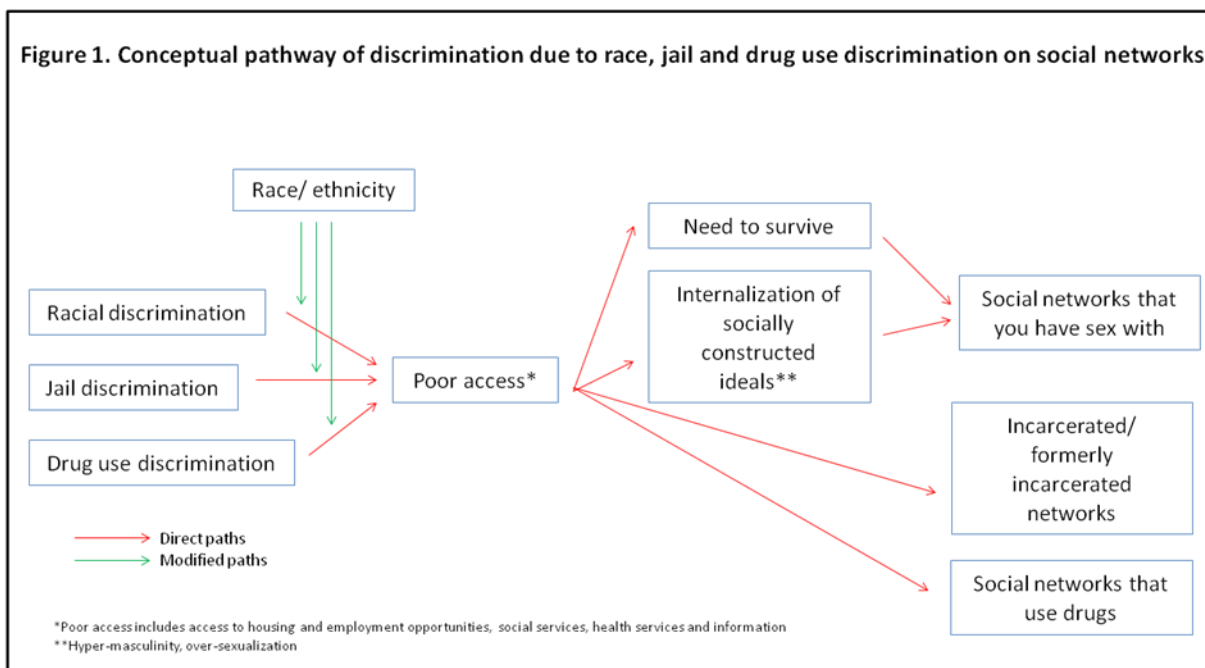 Figure 1. Conceptual pathway of discrimination due to race, jail and drug use discrimination on social networks
Race/ ethnicity
Racial discrimination
Jail discrimination
Drug use discrimination
Poor access*
Need to survive
Internalization of
socially
constructed
ideals**
Social networks that
you have sex with
Incarcerated/
formerly
incarcerated
networks
Social networks that
use drugs
Direct paths
Modified paths
*Poor access includes access to housing and employment opportunities, social services, health services and information
**Hyper-masculinity, over-sexualization